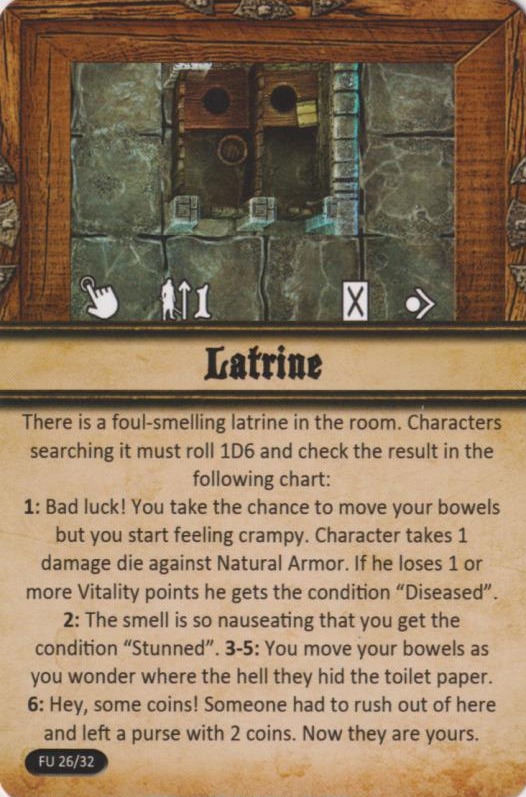 1
X
Latrine
There is a foul-smelling latrine in the room. Characters
searching it must roll 1D6 and check the result in the
following chart:
1: Bad luck! You take the chance to move your bowels
but you start feeling crampy. Character takes 1
damage die against Natural Armor. If he loses 1 or
more Vitality points he gets the condition “Diseased”.
2: The smell is so nauseating that you get the
condition “Stunned”. 3-5: You move your bowels as
you wonder where the hell they hid the toilet paper.
6: Hey, some coins! Someone had to rush out of here
and left a purse with 2 coins. Now they are yours.
FU 26/32